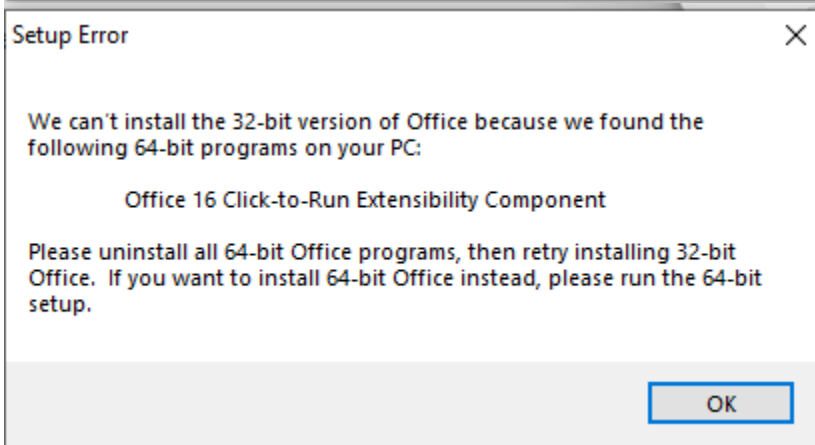 Setup Error
We can't install the 32-bit version of Office because we found the
following 64-bit programs on your PC:
Office 16 Click-to-Run Extensibility Component
Please uninstall all 64-bit Office programs, then retry installing 32-bit
Office.  If you want to install 64-bit Office instead, please run the 64-bit
setup.
OK